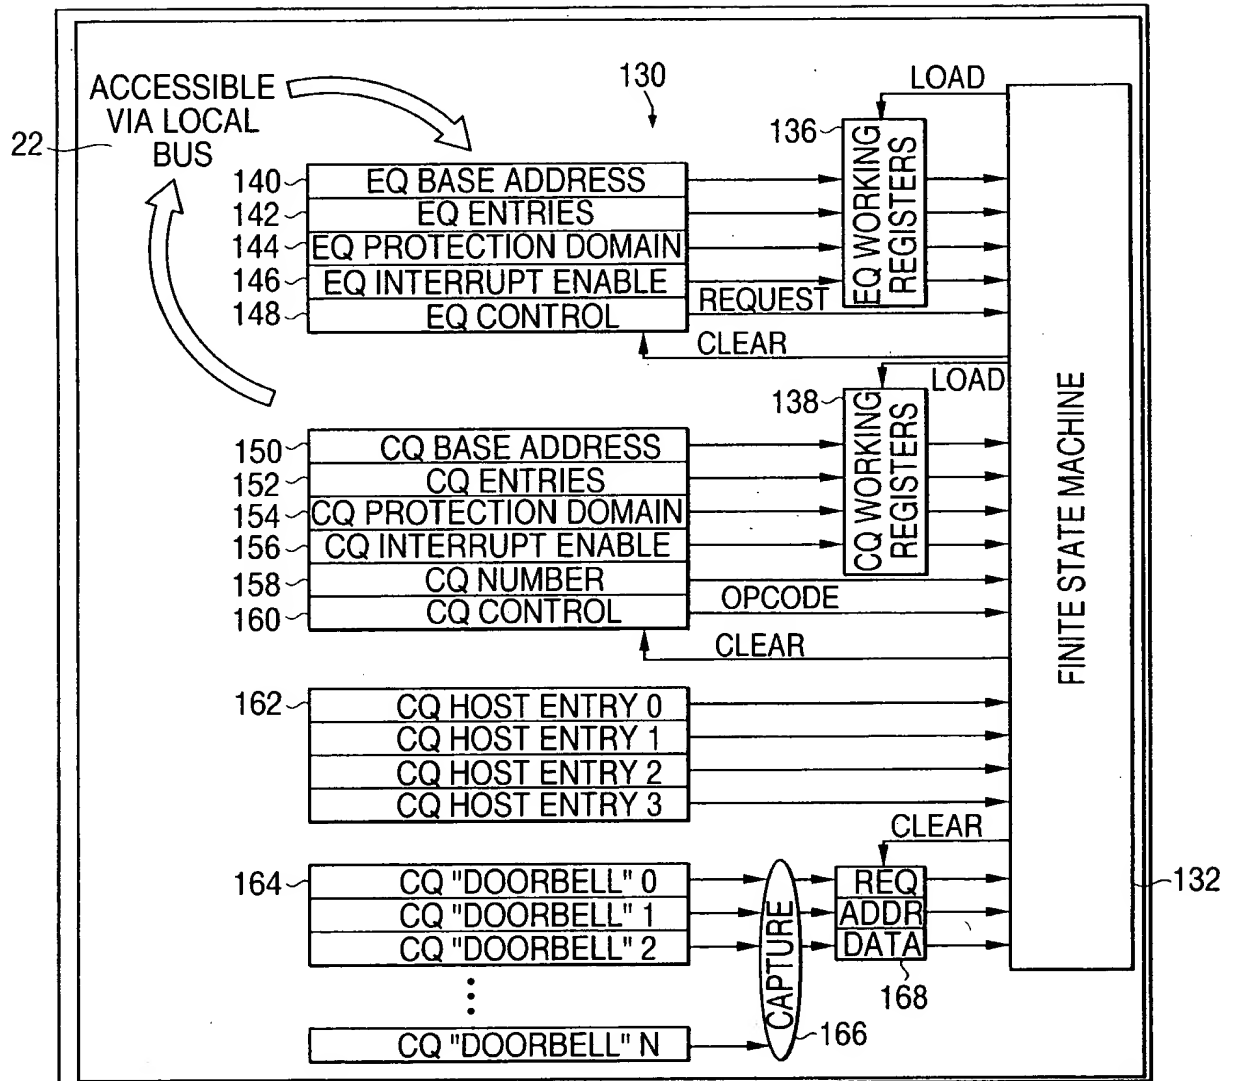 ACCESSIBLE
VIA LOCAL
BUS
22
130
LOAD
136
EQ WORKING
REGISTERS
140 EQ BASE ADDRESS
142 EQ ENTRIES
144 EQ PROTECTION DOMAIN
146 EQ INTERRUPT ENABLE
148 EQ CONTROL
REQUEST
CLEAR
LOAD
138
CQ WORKING
REGISTERS
150 CQ BASE ADDRESS
152 CQ ENTRIES
154 CQ PROTECTION DOMAIN
156 CQ INTERRUPT ENABLE
158 CQ NUMBER
160 CQ CONTROL
OPCODE
CLEAR
FINITE STATE MACHINE
132
162 CQ HOST ENTRY 0
CQ HOST ENTRY 1
CQ HOST ENTRY 2
CQ HOST ENTRY 3
CLEAR
164 CQ "DOORBELL" 0
CQ "DOORBELL" 1
CQ "DOORBELL" 2
CQ "DOORBELL" N
CAPTURE
166
REQ
ADDR
DATA
168